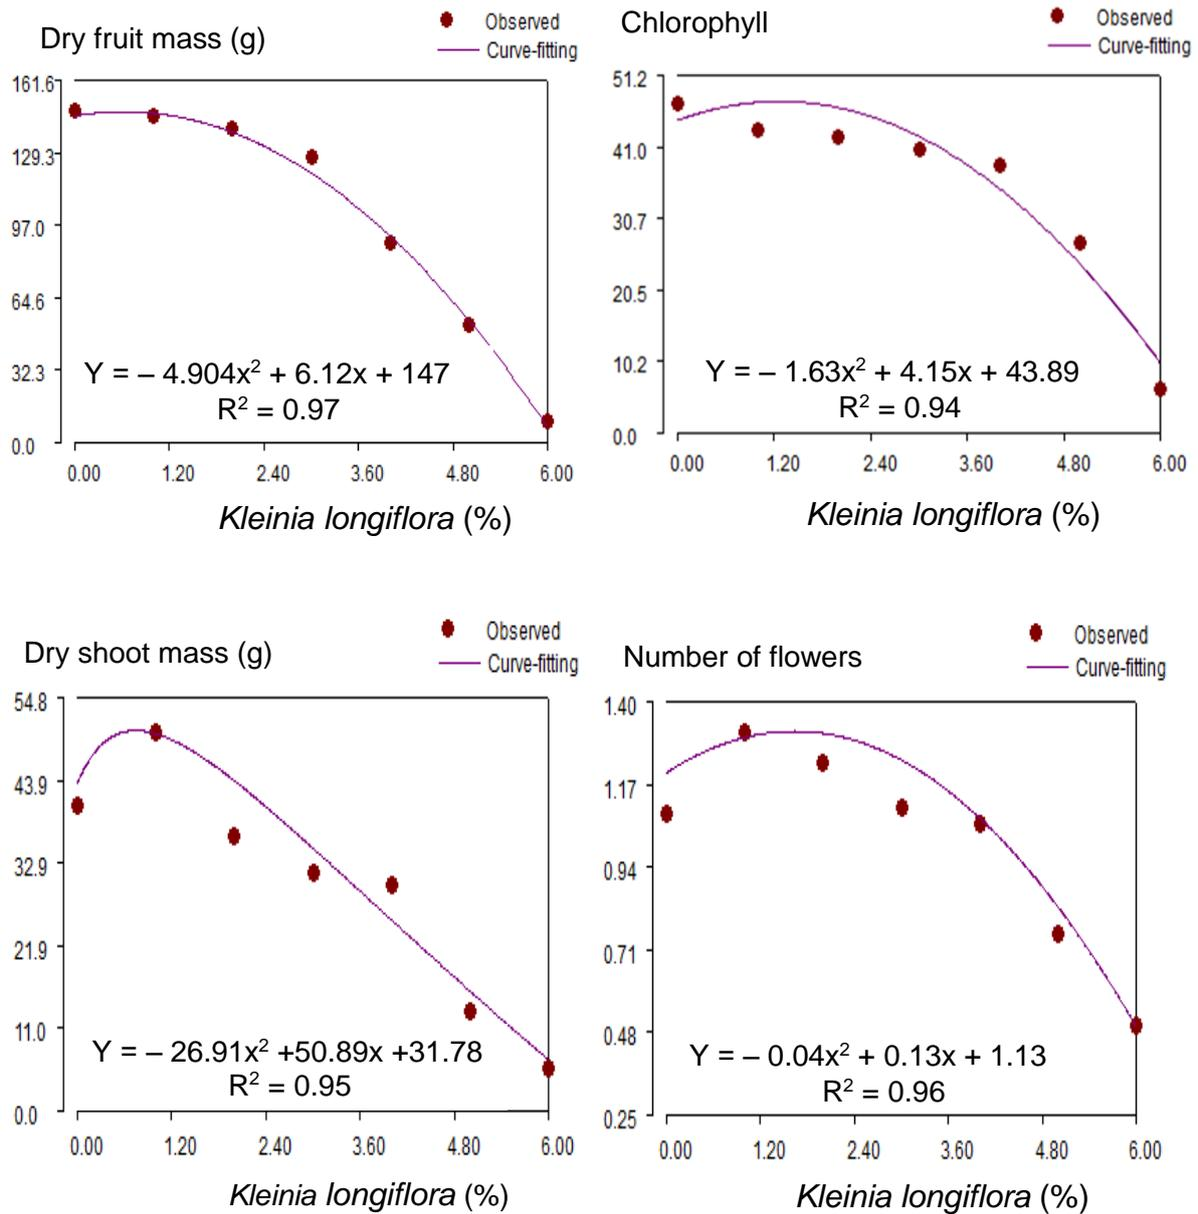 Dry fruit mass (g)
Observed
Curve-fitting
161.6
129.3
97.0
64.6
32.3
0.0
Y = – 4.904x² + 6.12x + 147
R² = 0.97
0.00 1.20 2.40 3.60 4.80 6.00
Kleinia longiflora (%)
Chlorophyll
Observed
Curve-fitting
51.2
41.0
30.7
20.5
10.2
0.0
Y = – 1.63x² + 4.15x + 43.89
R² = 0.94
0.00 1.20 2.40 3.60 4.80 6.00
Kleinia longiflora (%)
Dry shoot mass (g)
Observed
Curve-fitting
54.8
43.9
32.9
21.9
11.0
0.0
Y = – 26.91x² +50.89x +31.78
R² = 0.95
0.00 1.20 2.40 3.60 4.80 6.00
Kleinia longiflora (%)
Number of flowers
Observed
Curve-fitting
1.40
1.17
0.94
0.71
0.48
0.25
Y = – 0.04x² + 0.13x + 1.13
R² = 0.96
0.00 1.20 2.40 3.60 4.80 6.00
Kleinia longiflora (%)